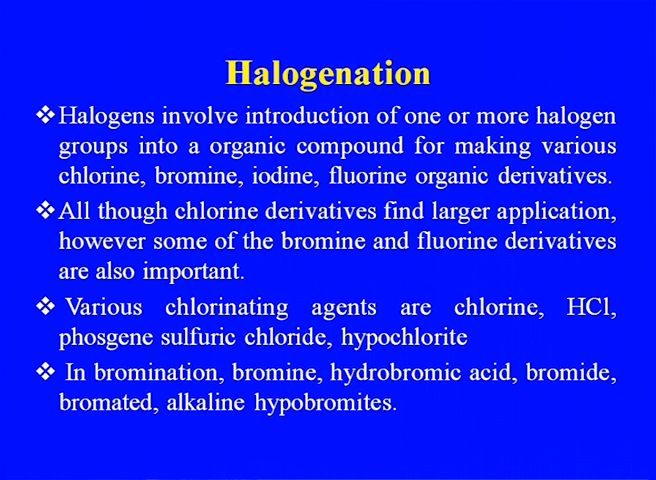 Halogenation
❖Halogens involve introduction of one or more halogen
groups into a organic compound for making various
chlorine, bromine, iodine, fluorine organic derivatives.
❖All though chlorine derivatives find larger application,
however some of the bromine and fluorine derivatives
are also important.
❖ Various chlorinating agents are chlorine, HCl,
phosgene sulfuric chloride, hypochlorite
❖ In bromination, bromine, hydrobromic acid, bromide,
bromated, alkaline hypobromites.